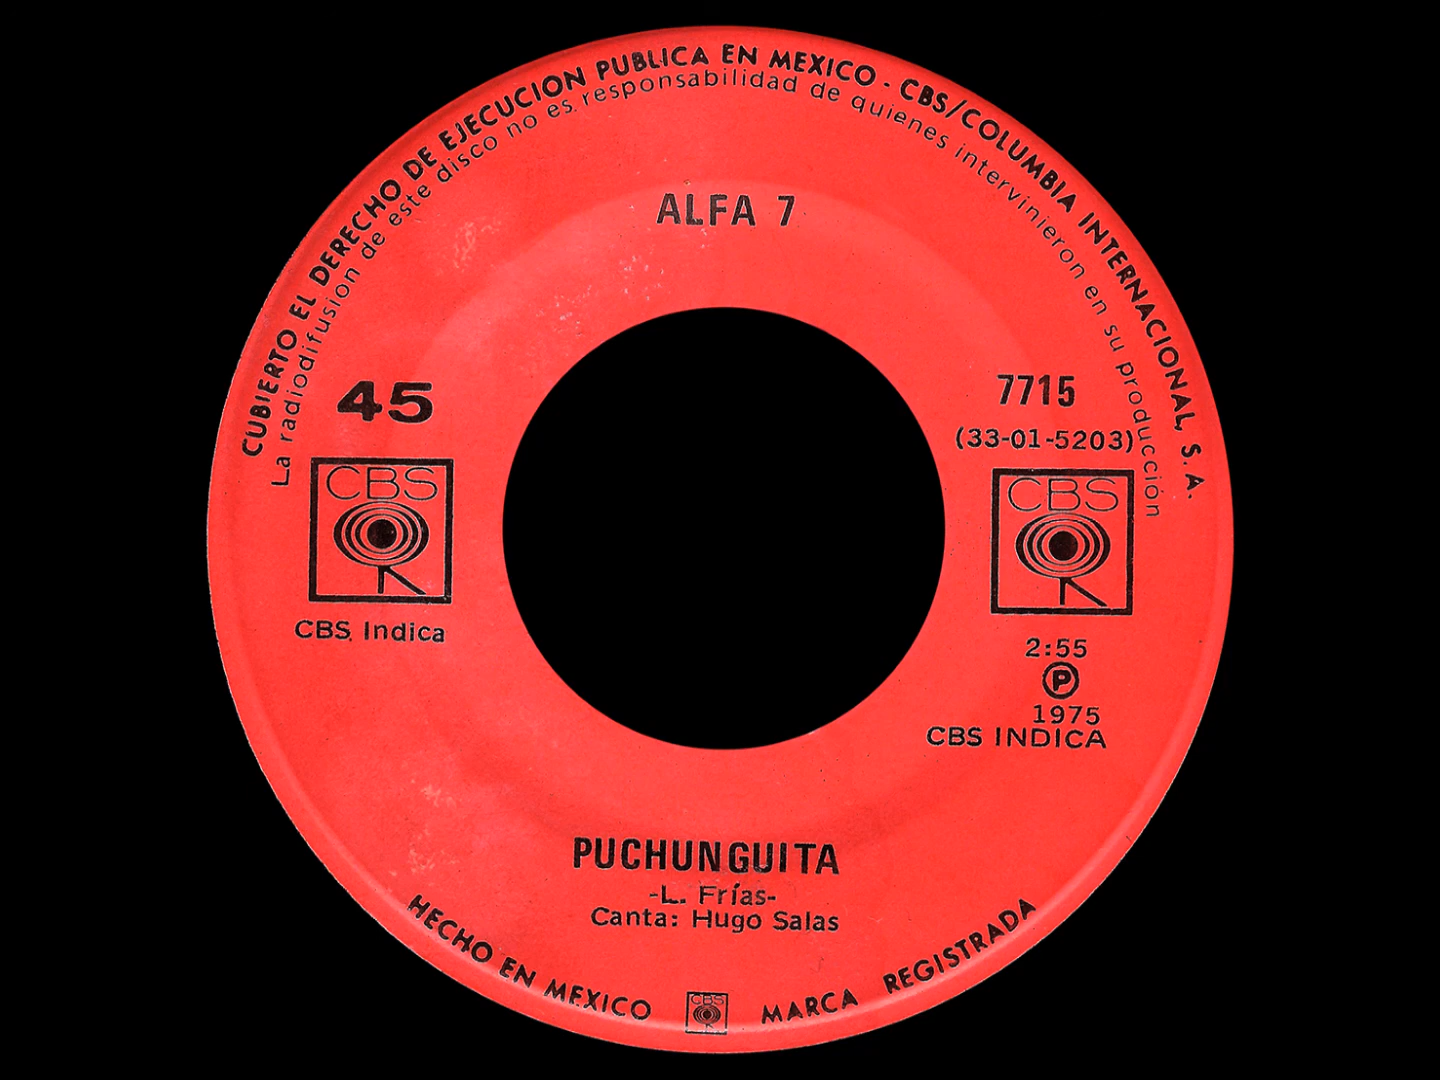 CUBIERTO EL DERECHO DE EJECUCION PUBLICA EN MEXICO - CBS/COLUMBIA INTERNACIONAL, S. A.
La radiodifusion de este disco no es responsabilidad de quienes intervinieron en su producción
ALFA 7
45
CBS
CBS Indica
7715
(33-01-5203)
CBS
2:55
Ⓟ
1975
CBS INDICA
PUCHUNGUITA
-L. Frías-
Canta: Hugo Salas
HECHO EN MEXICO CBS MARCA REGISTRADA